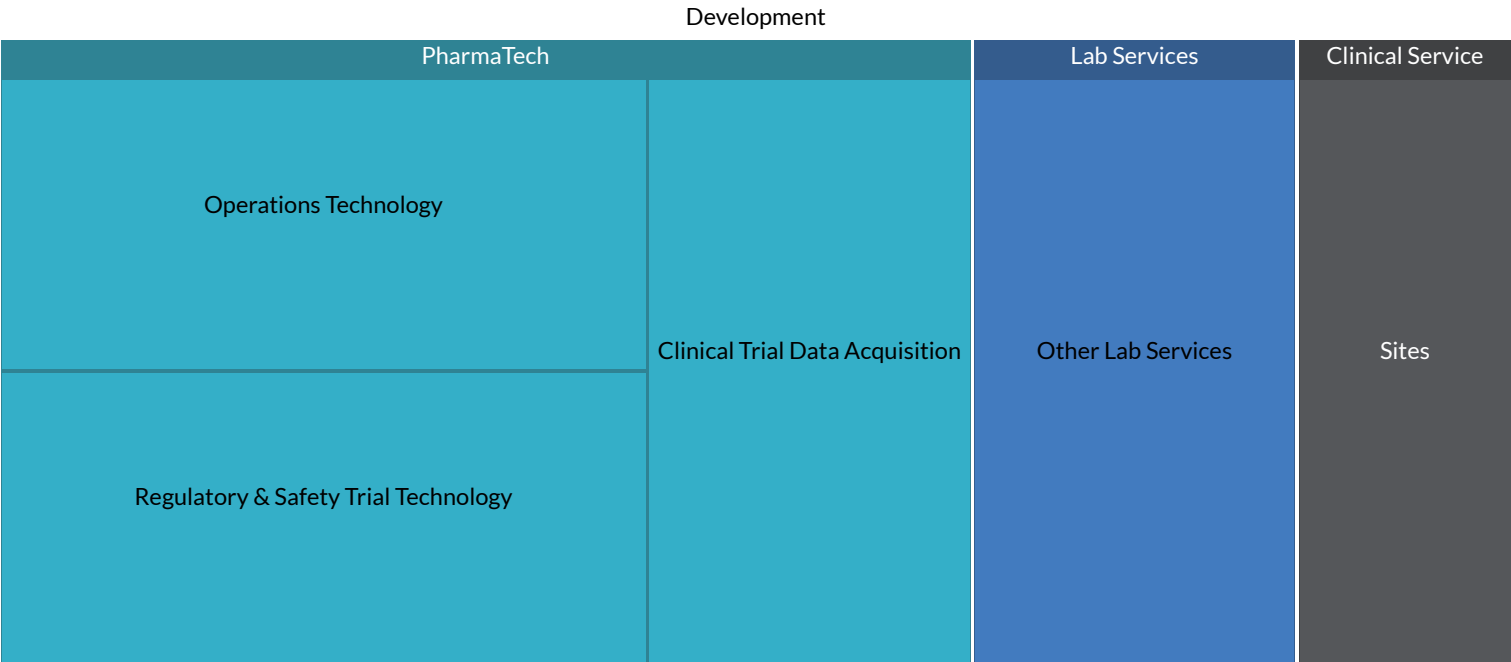 Development
PharmaTech
Lab Services
Clinical Service
Operations Technology
Clinical Trial Data Acquisition
Other Lab Services
Sites
Regulatory & Safety Trial Technology